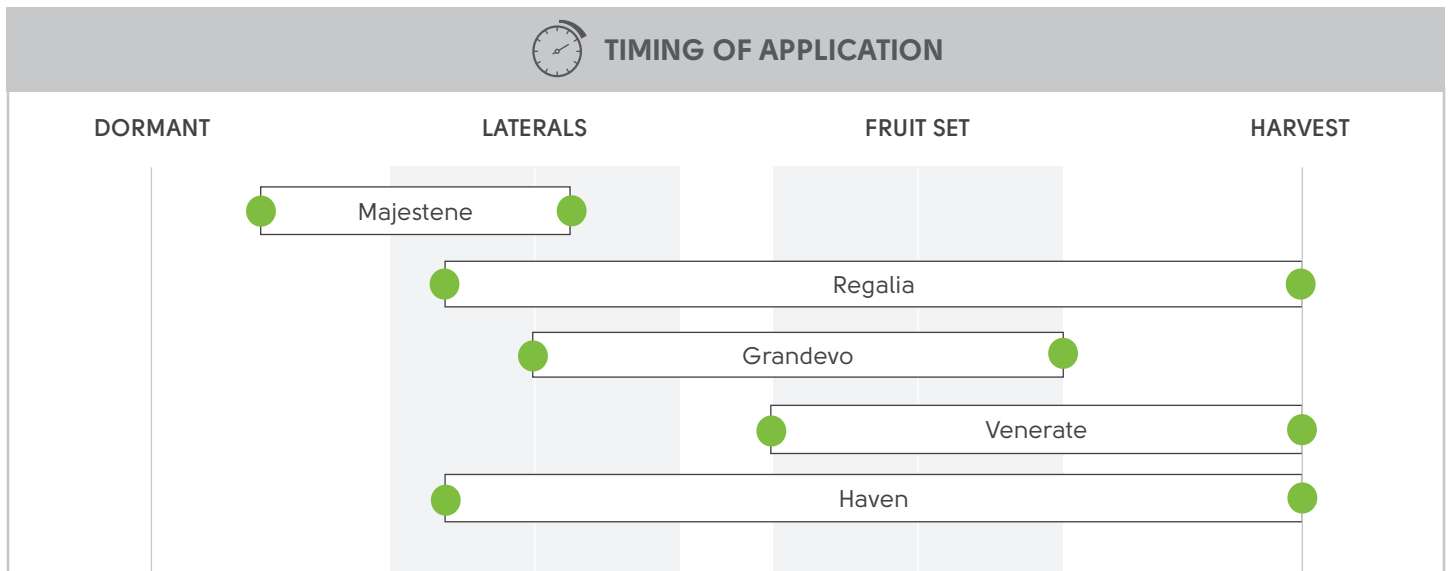 TIMING OF APPLICATION
DORMANT LATERALS FRUIT SET HARVEST
Majestene
Regalia
Grandevo
Venerate
Haven